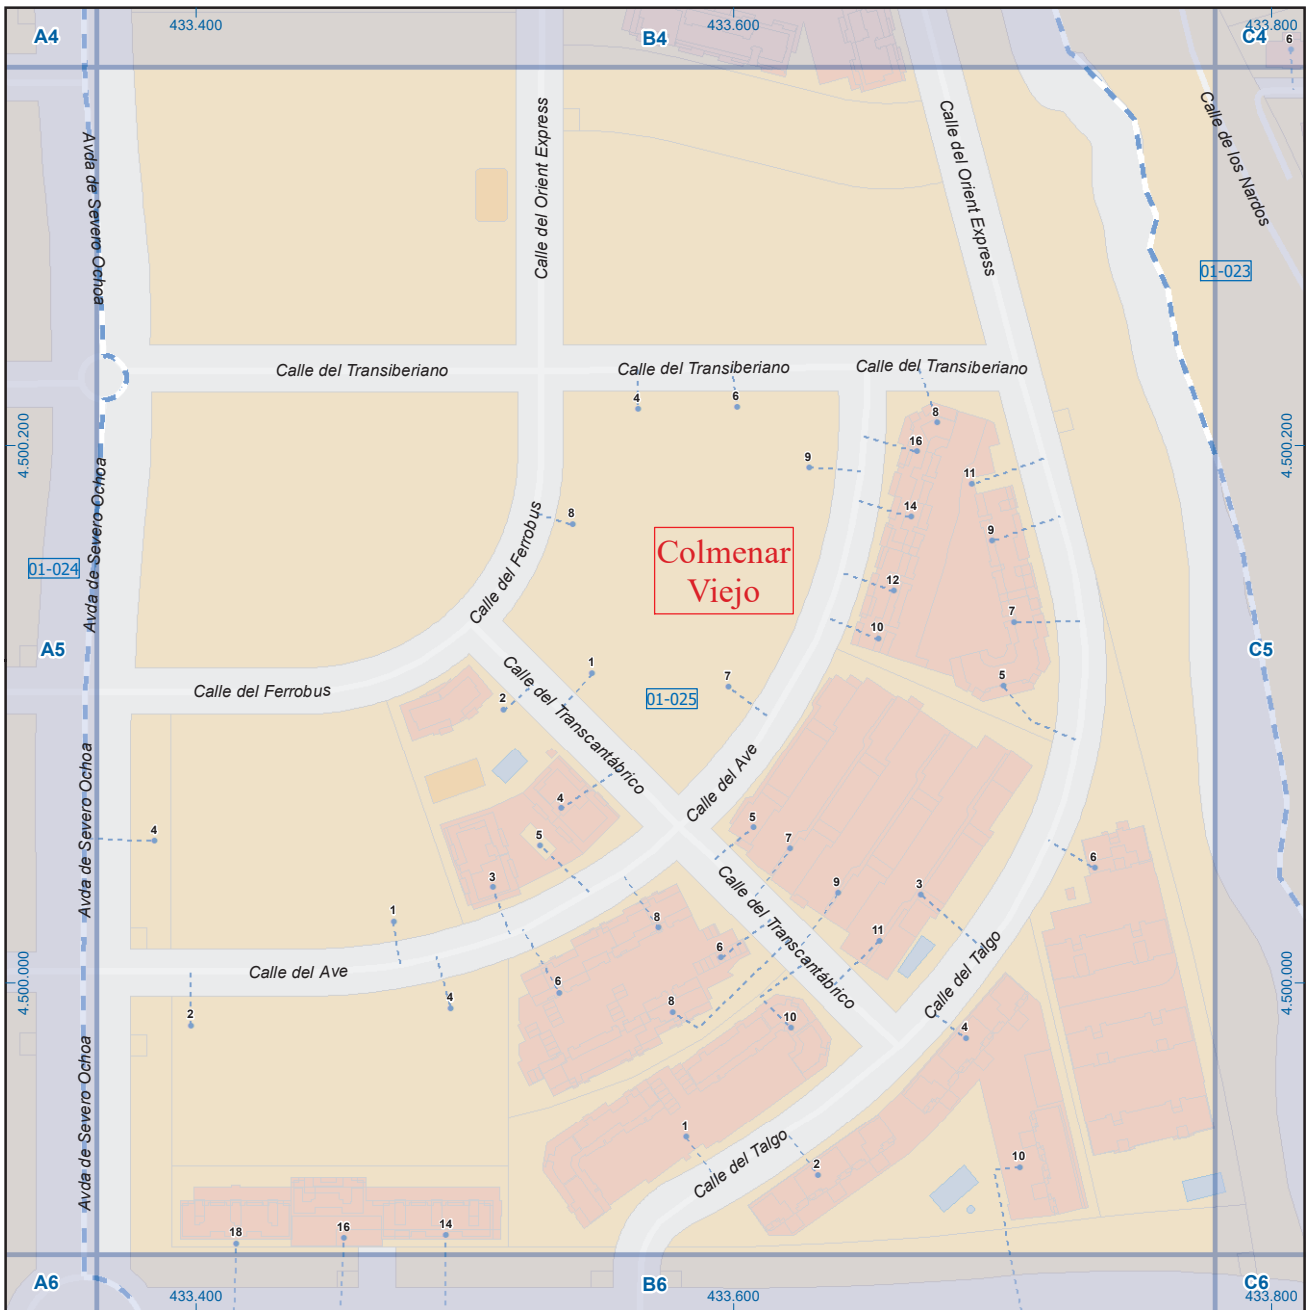 433.400
433.600
433.800
A4
B4
C4
6
Avda de Severo Ochoa
Calle del Orient Express
Calle del Orient Express
Calle de los Nardos
01-023
Calle del Transiberiano
Calle del Transiberiano
Calle del Transiberiano
4
6
8
4.500.200
4.500.200
16
9
11
Avda de Severo Ochoa
14
8
9
Calle del Ferrobus
Colmenar
Viejo
01-024
12
7
10
A5
C5
1
7
5
2
01-025
Calle del Ferrobus
Calle del Transcantábrico
Calle del Ave
4
4
5
5
7
6
Avda de Severo Ochoa
3
9
3
1
8
Calle del Transcantábrico
11
6
Calle del Ave
Calle del Talgo
6
4.500.000
4.500.000
4
8
2
10
4
Avda de Severo Ochoa
1
Calle del Talgo
2
10
18
16
14
A6
B6
C6
433.400
433.600
433.800